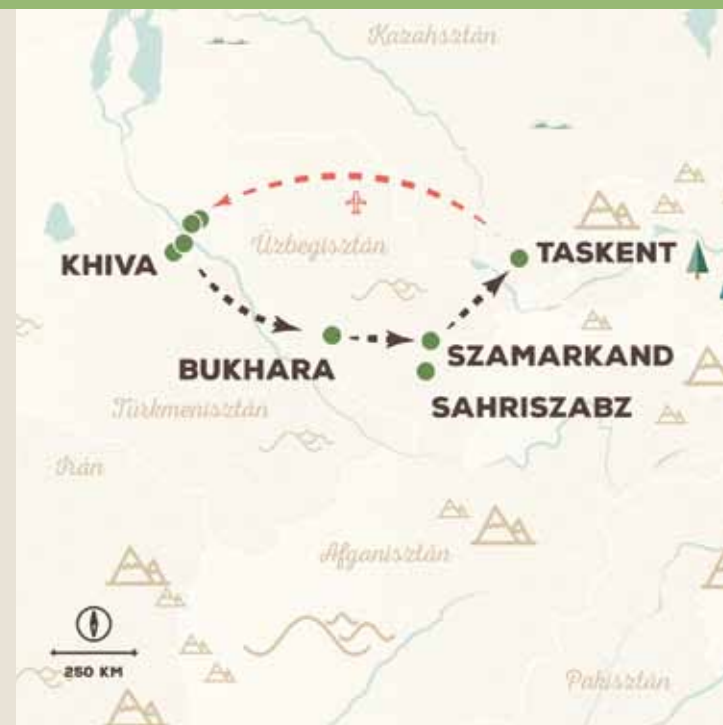 Kazahsztán
Üzbegisztán
TASKENT
KHIVA
BUKHARA
SZAMARKAND
SAHRISZABZ
Türkmenisztán
Irán
Afganisztán
250 KM
Pakisztán